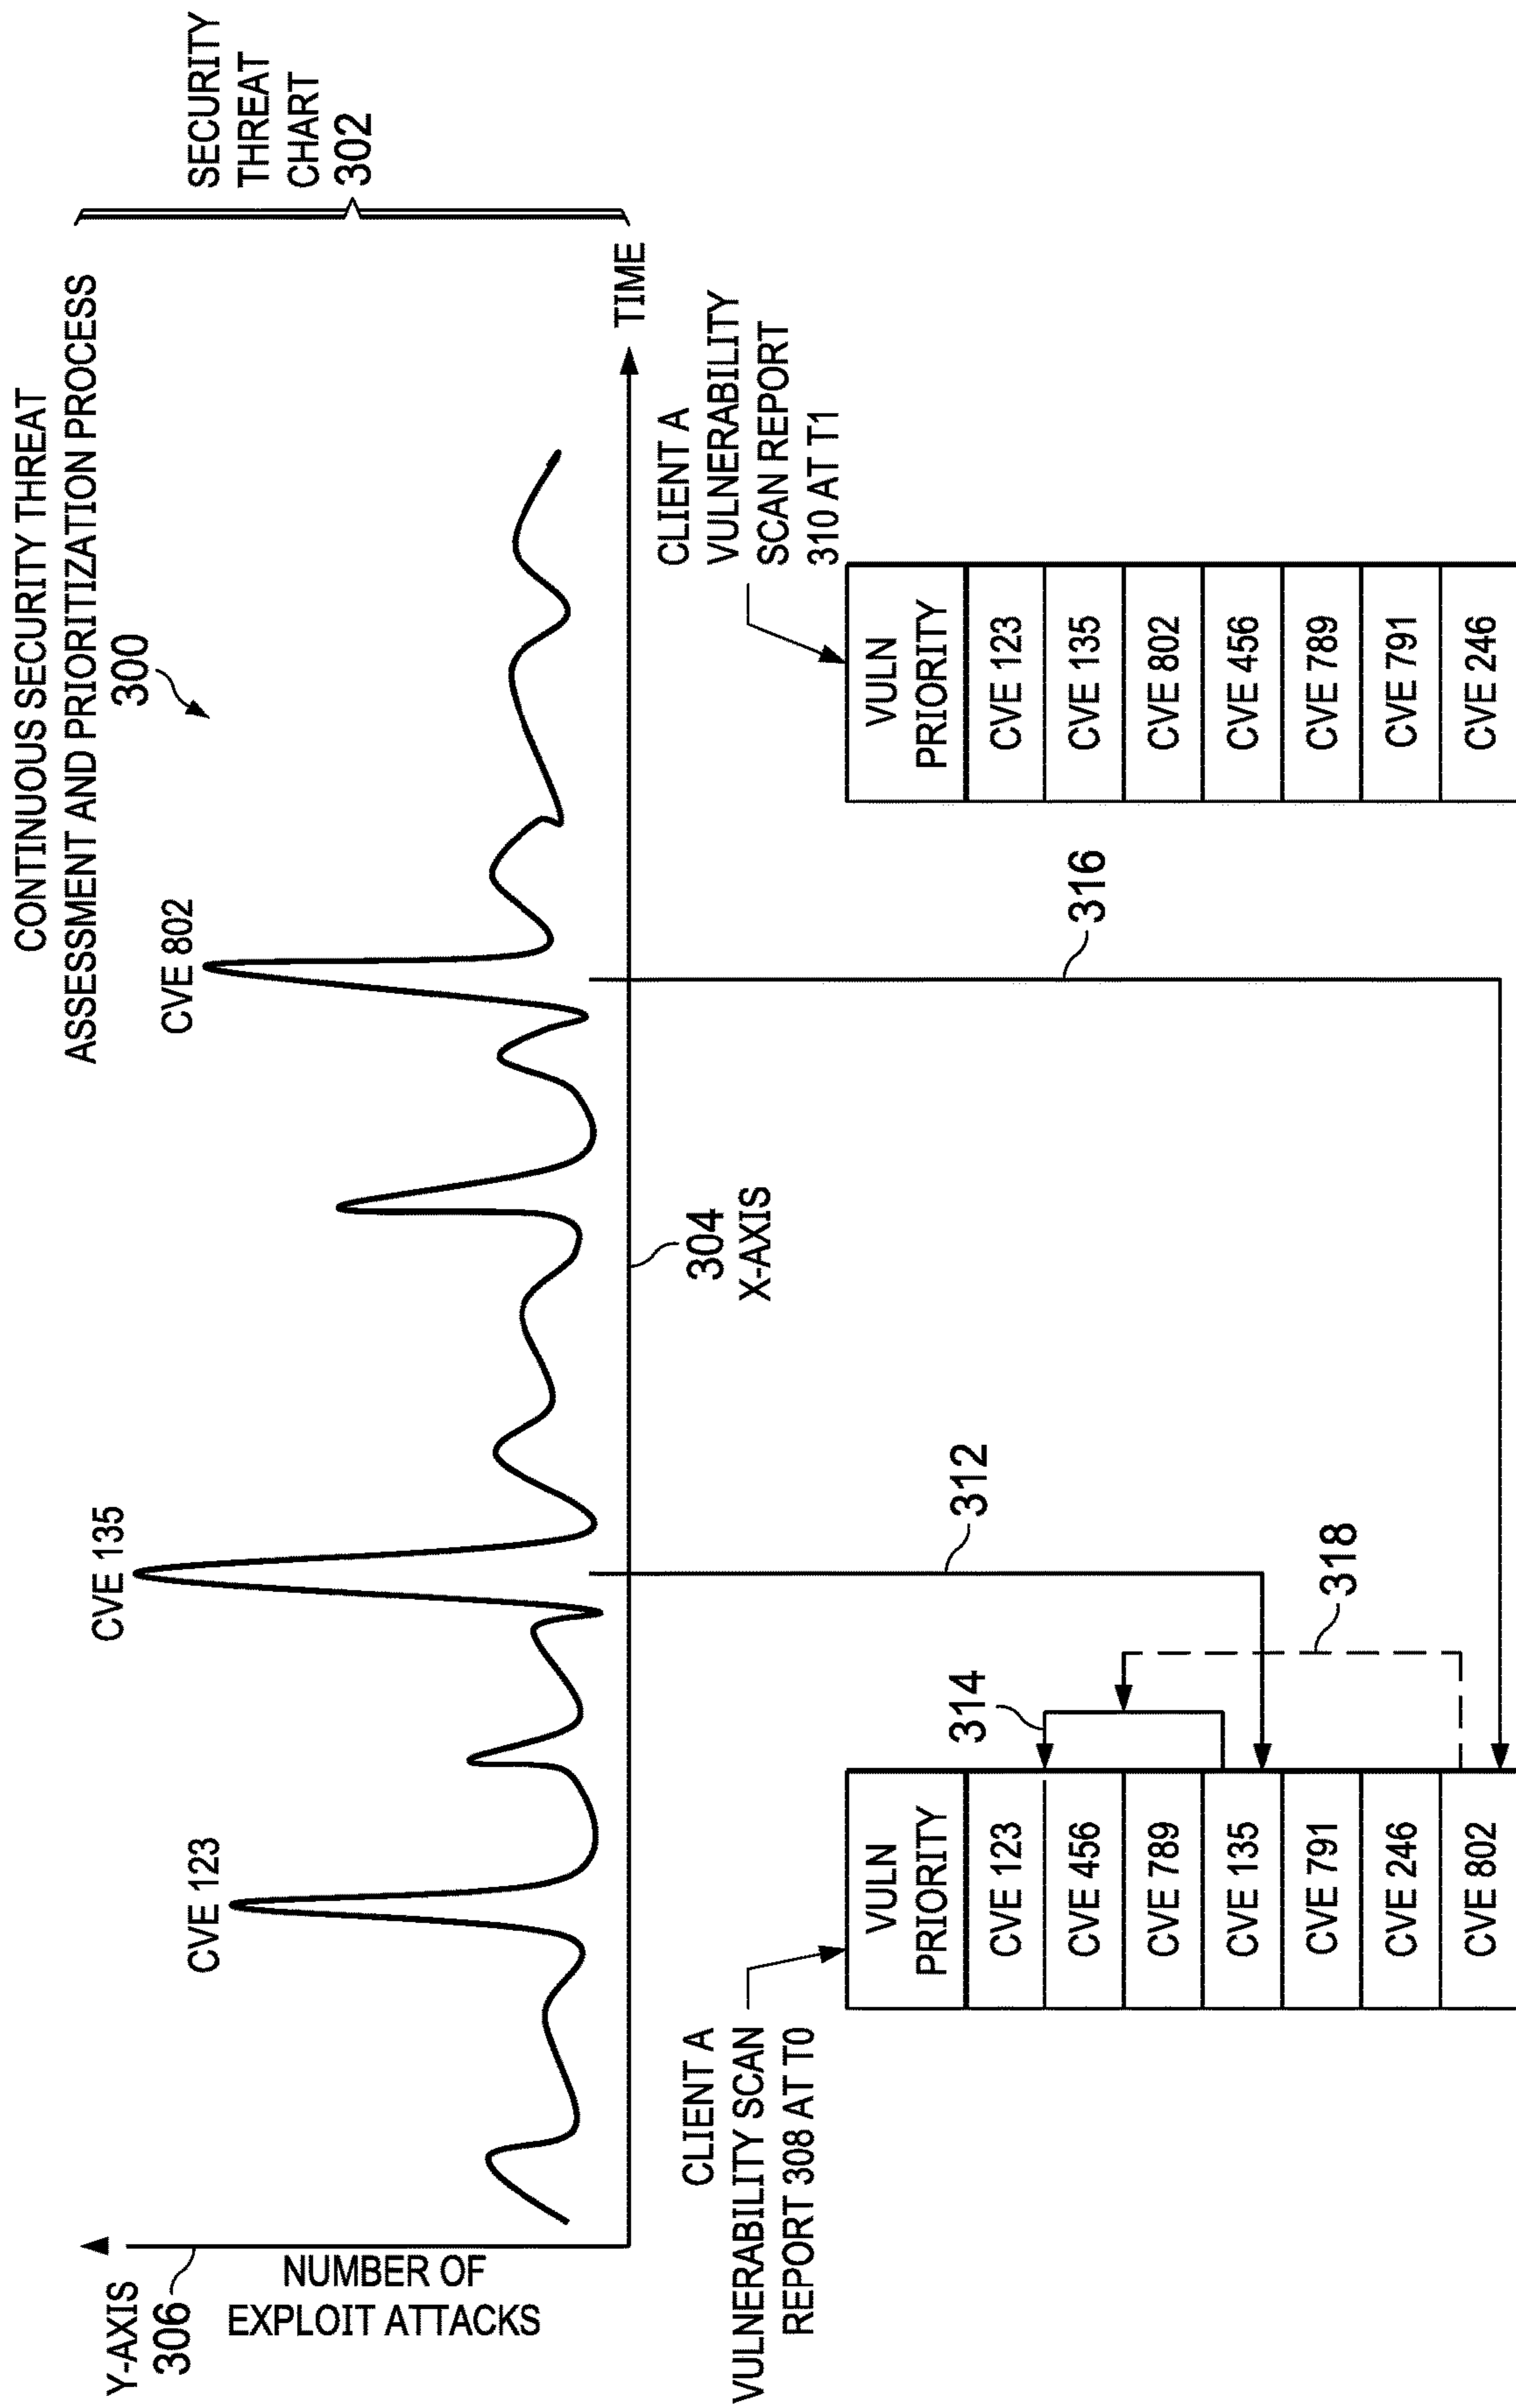 CONTINUOUS SECURITY THREAT
ASSESSMENT AND PRIORITIZATION PROCESS
300
Y-AXIS
306
NUMBER OF
EXPLOIT ATTACKS
CVE 123
CVE 135
CVE 802
SECURITY
THREAT
CHART
302
TIME
304
X-AXIS
CLIENT A
VULNERABILITY SCAN
REPORT 308 AT T0
VULN
PRIORITY
CVE 123
CVE 456
CVE 789
CVE 135
CVE 791
CVE 246
CVE 802
314
318
312
316
CLIENT A
VULNERABILITY
SCAN REPORT
310 AT T1
VULN
PRIORITY
CVE 123
CVE 135
CVE 802
CVE 456
CVE 789
CVE 791
CVE 246